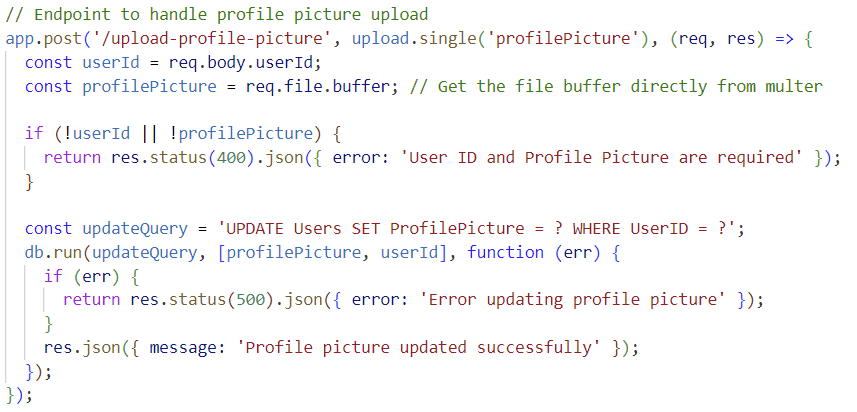 // Endpoint to handle profile picture upload
app.post('/upload-profile-picture', upload.single('profilePicture'), (req, res) => {
  const userId = req.body.userId;
  const profilePicture = req.file.buffer; // Get the file buffer directly from multer

  if (!userId || !profilePicture) {
    return res.status(400).json({ error: 'User ID and Profile Picture are required' });
  }

  const updateQuery = 'UPDATE Users SET ProfilePicture = ? WHERE UserID = ?';
  db.run(updateQuery, [profilePicture, userId], function (err) {
    if (err) {
      return res.status(500).json({ error: 'Error updating profile picture' });
    }
    res.json({ message: 'Profile picture updated successfully' });
  });
});